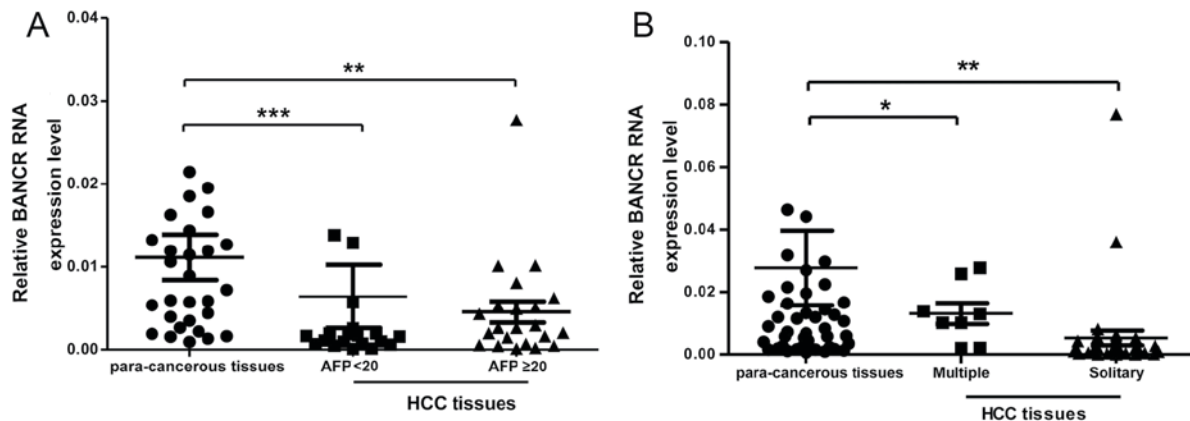 A
Relative BANCR RNA
expression level
0.04
0.03
0.02
0.01
0.00
**
***
para-cancerous tissues
AFP <20
AFP ≥20
HCC tissues
B
Relative BANCR RNA
expression level
0.10
0.08
0.06
0.04
0.02
0.00
**
*
para-cancerous tissues
Multiple
Solitary
HCC tissues